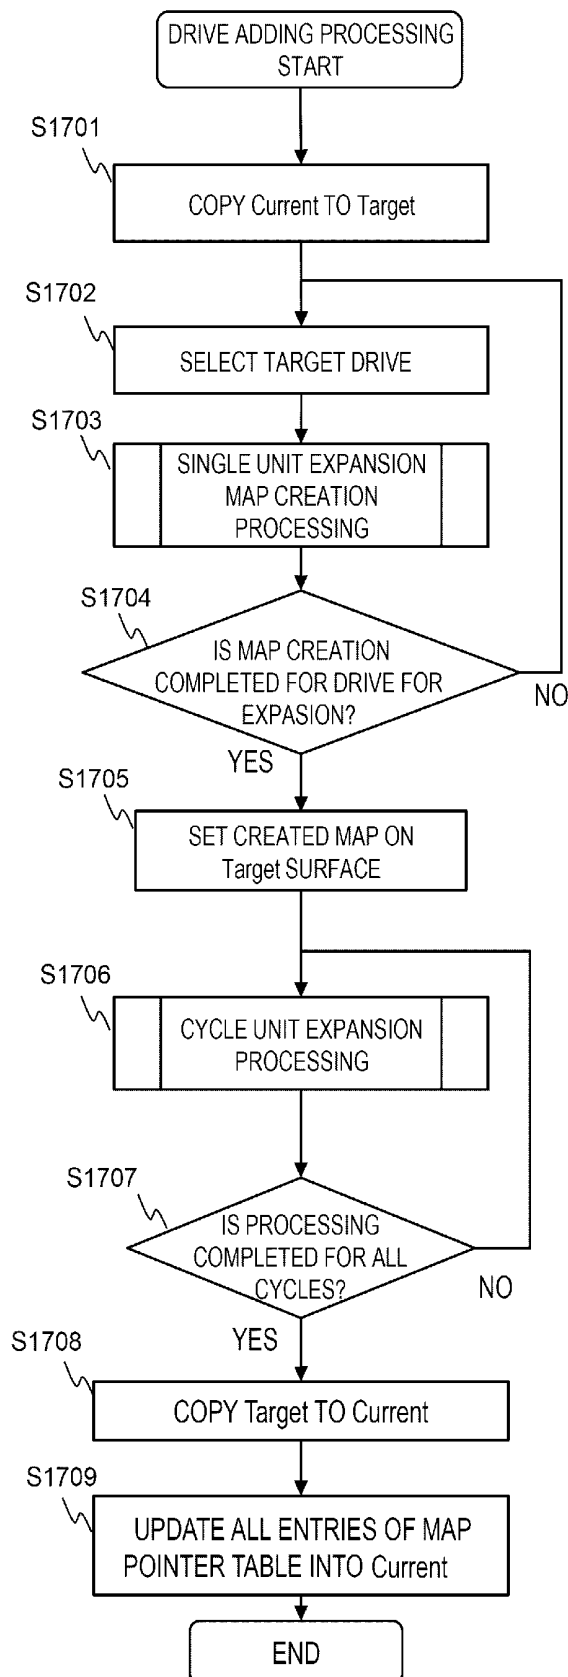 DRIVE ADDING PROCESSING
START
S1701
COPY Current TO Target
S1702
SELECT TARGET DRIVE
S1703
SINGLE UNIT EXPANSION
MAP CREATION
PROCESSING
S1704
IS MAP CREATION
COMPLETED FOR DRIVE FOR
EXPASION?
NO
YES
S1705
SET CREATED MAP ON
Target SURFACE
S1706
CYCLE UNIT EXPANSION
PROCESSING
S1707
IS PROCESSING
COMPLETED FOR ALL
CYCLES?
NO
YES
S1708
COPY Target TO Current
S1709
UPDATE ALL ENTRIES OF MAP
POINTER TABLE INTO Current
END